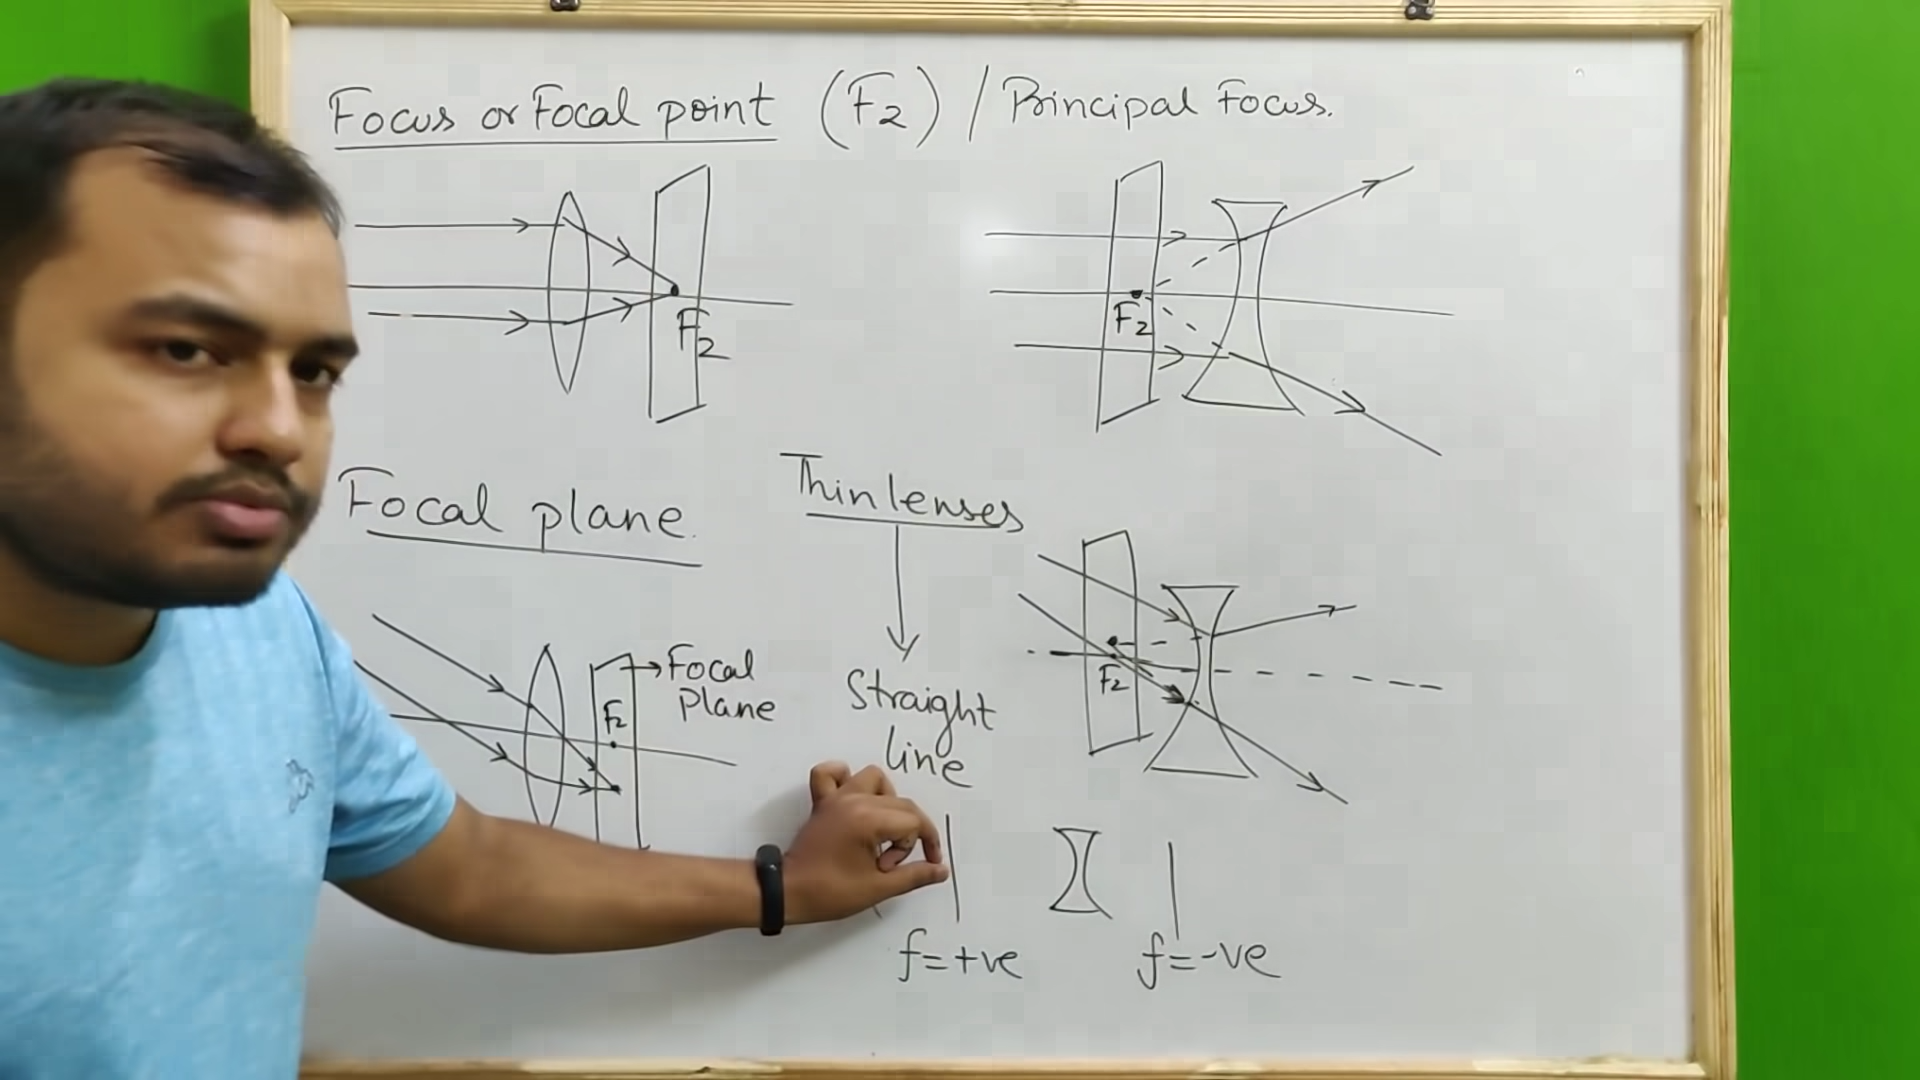 Focus or Focal point (F2) / Principal Focus.
F2
F2
Focal plane.
Thin lenses
Focal
Plane
F2
Straight
line
F2
f=+ve
f=-ve